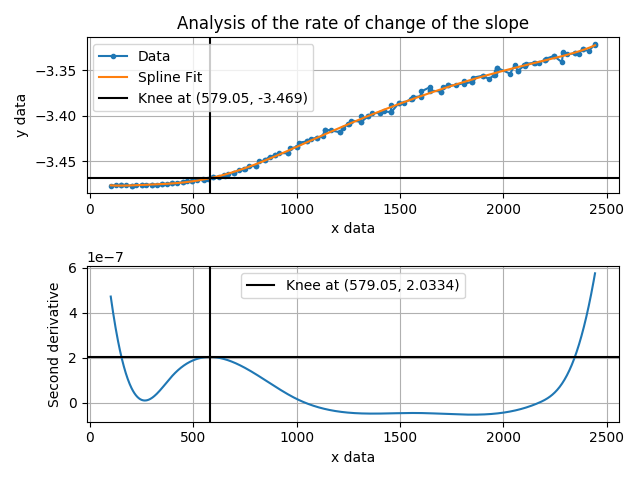 Analysis of the rate of change of the slope
Data
Spline Fit
Knee at (579.05, -3.469)
−3.35
−3.40
−3.45
y data
0
500
1000
1500
2000
2500
x data
1e−7
Knee at (579.05, 2.0334)
6
4
2
0
Second derivative
0
500
1000
1500
2000
2500
x data